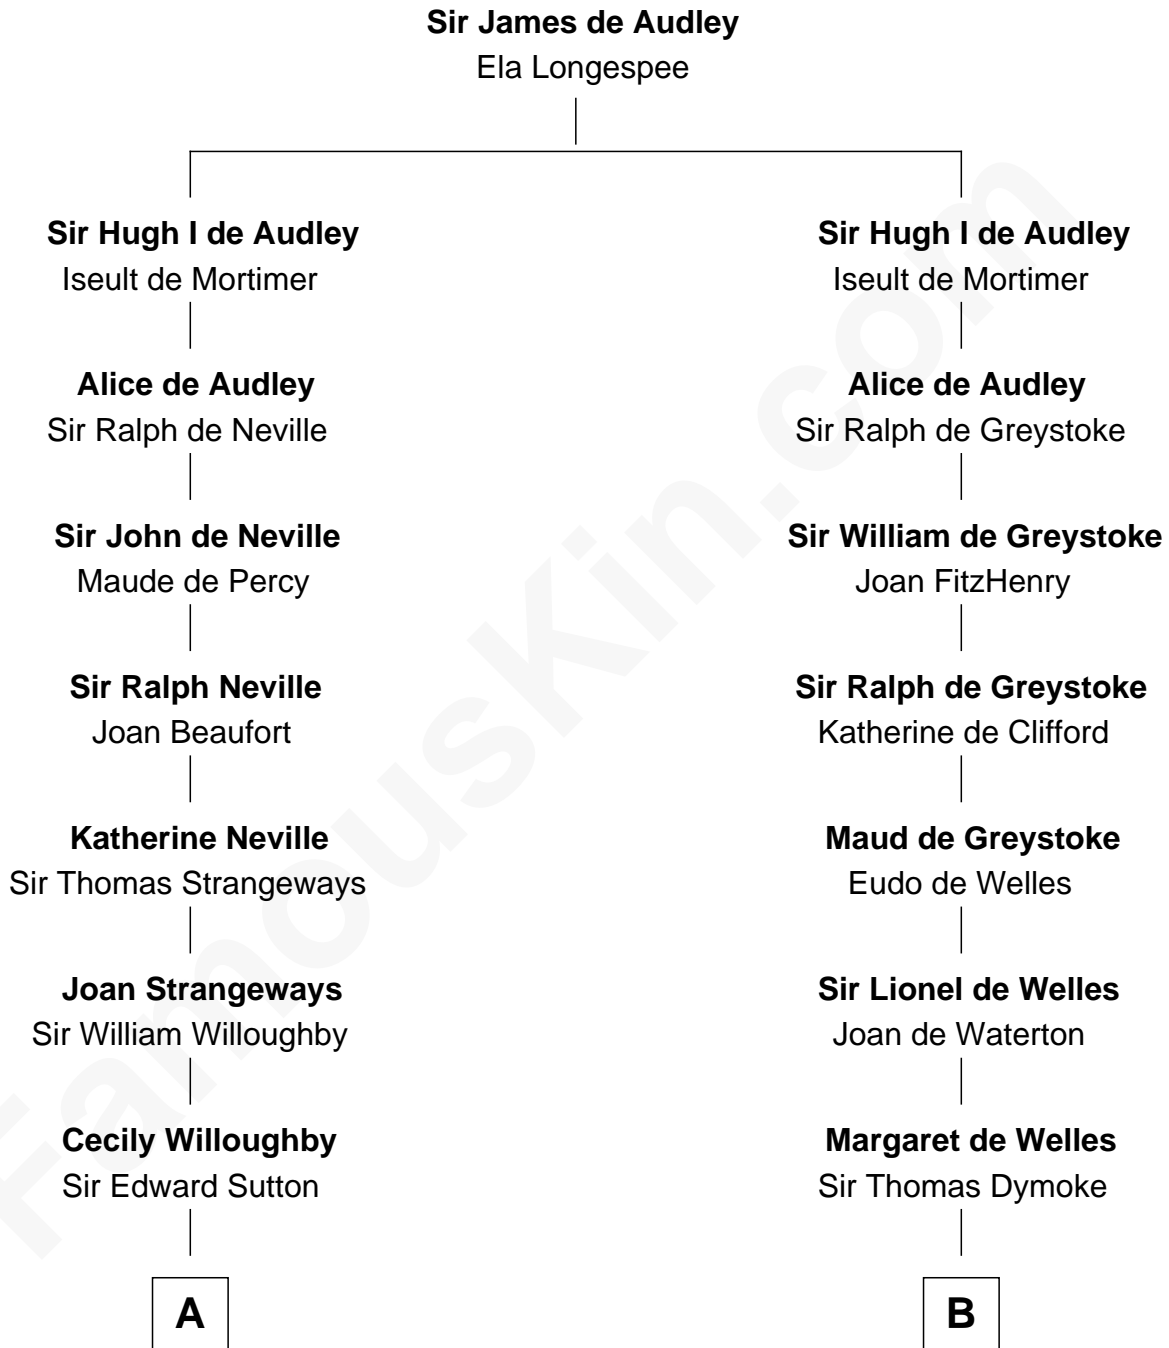 Sir James de Audley
Ela Longespee
Sir Hugh I de Audley
Iseult de Mortimer
Sir Hugh I de Audley
Iseult de Mortimer
Alice de Audley
Sir Ralph de Neville
Alice de Audley
Sir Ralph de Greystoke
Sir John de Neville
Maude de Percy
Sir William de Greystoke
Joan FitzHenry
Sir Ralph Neville
Joan Beaufort
Sir Ralph de Greystoke
Katherine de Clifford
Katherine Neville
Sir Thomas Strangeways
Maud de Greystoke
Eudo de Welles
Joan Strangeways
Sir William Willoughby
Sir Lionel de Welles
Joan de Waterton
Cecily Willoughby
Sir Edward Sutton
Margaret de Welles
Sir Thomas Dymoke
A
B
FamousKin.com